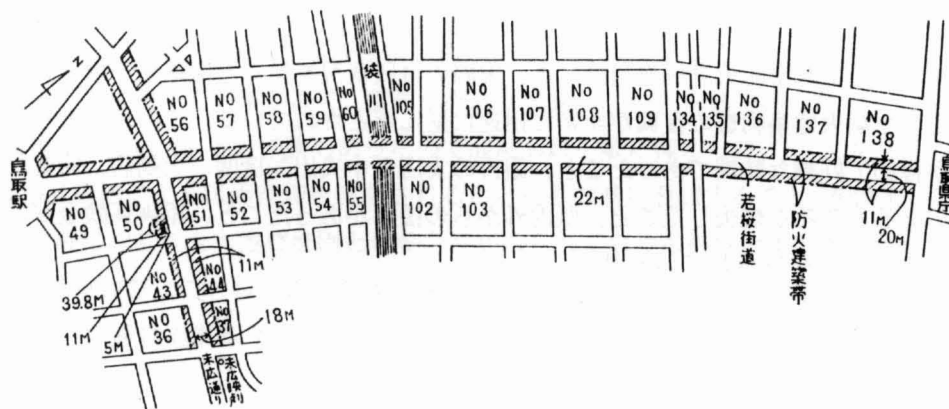 N
鳥取駅
No 56
No 57
No 58
No 59
No 60
袋川
No 105
No 106
No 107
No 108
No 109
No 134
No 135
No 136
No 137
No 138
鳥取県庁
No 49
No 50
No 51
No 52
No 53
No 54
No 55
No 102
No 103
22M
若桜街道
防火建築帯
11M
20M
11M
39.8M
No 43
No 44
11M
5M
No 36
No 37
18M
末広通り